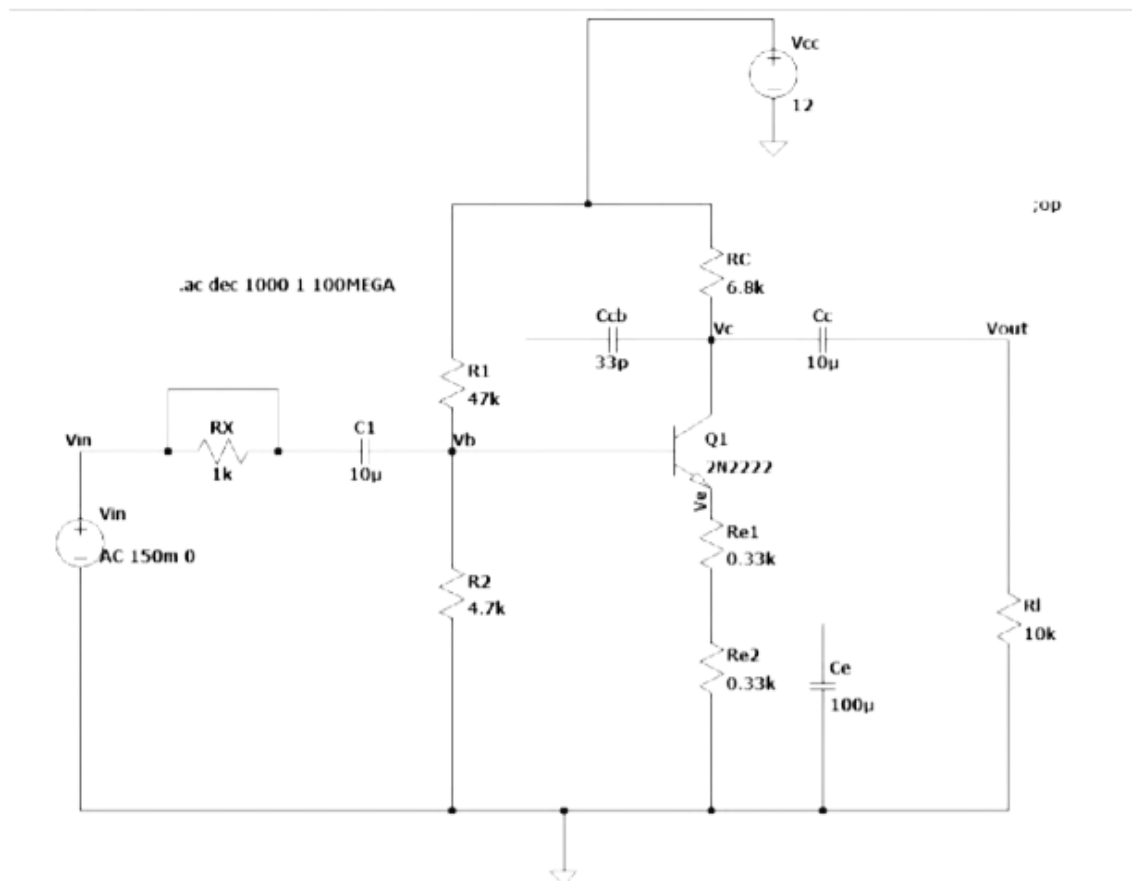 Vcc
12
;op
RC
6.8k
.ac dec 1000 1 100MEGA
Ccb
33p
Vc
Cc
10µ
Vout
R1
47k
Vin
RX
1k
C1
10µ
Vb
Q1
2N2222
Ve
Vin
AC 150m 0
Re1
0.33k
R2
4.7k
Rl
10k
Re2
0.33k
Ce
100µ